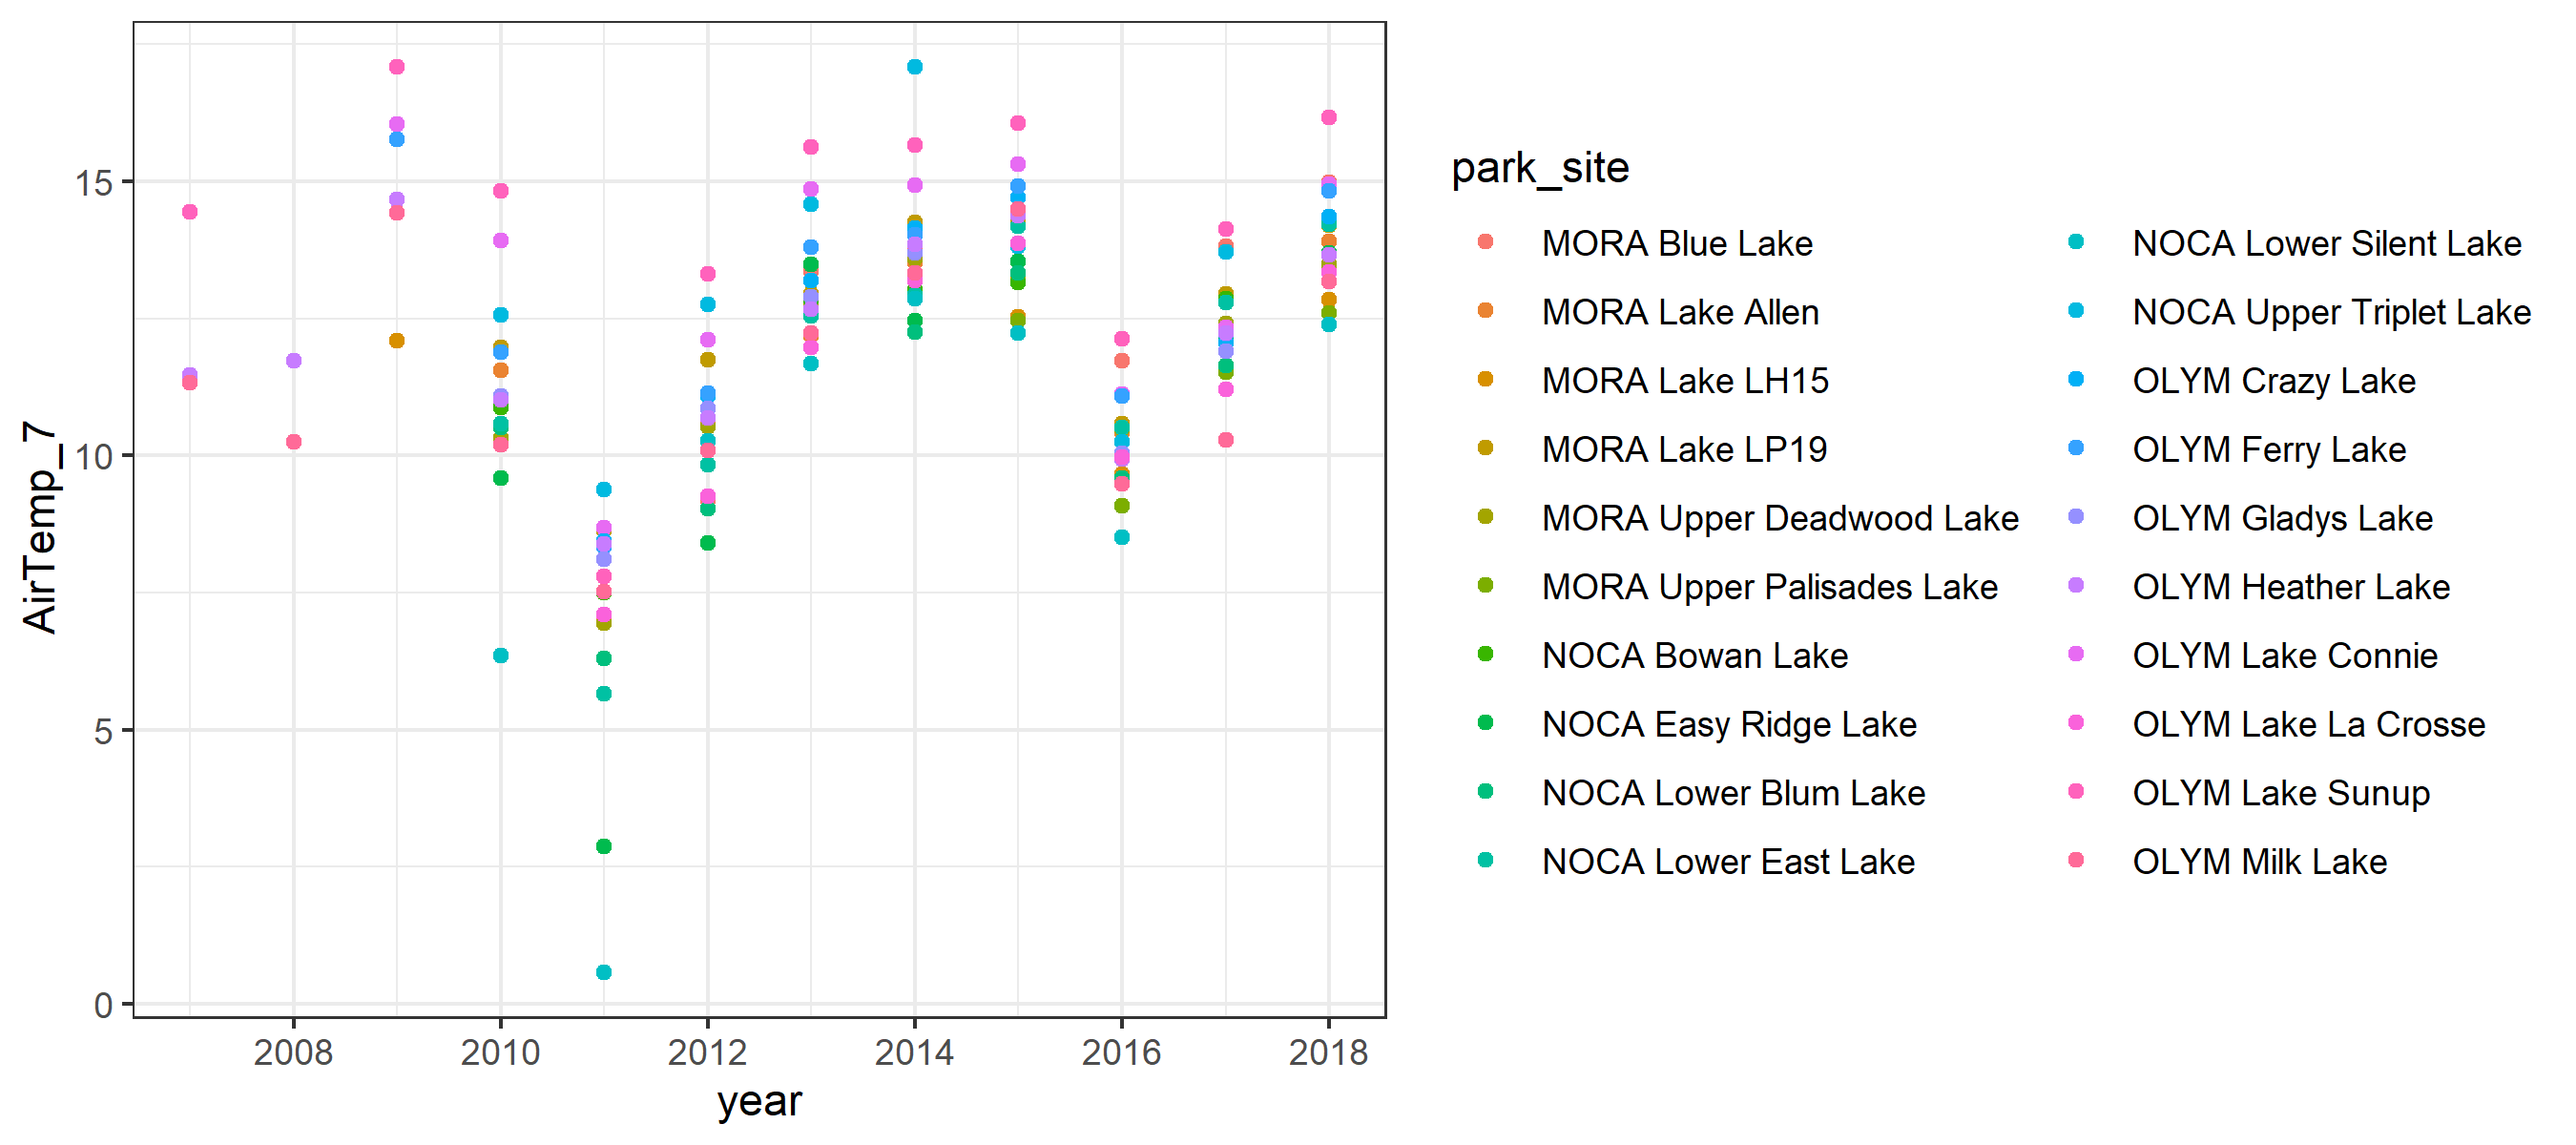 AirTemp_7
15
10
5
0
2008 2010 2012 2014 2016 2018
year
park_site
MORA Blue Lake
MORA Lake Allen
MORA Lake LH15
MORA Lake LP19
MORA Upper Deadwood Lake
MORA Upper Palisades Lake
NOCA Bowan Lake
NOCA Easy Ridge Lake
NOCA Lower Blum Lake
NOCA Lower East Lake
NOCA Lower Silent Lake
NOCA Upper Triplet Lake
OLYM Crazy Lake
OLYM Ferry Lake
OLYM Gladys Lake
OLYM Heather Lake
OLYM Lake Connie
OLYM Lake La Crosse
OLYM Lake Sunup
OLYM Milk Lake